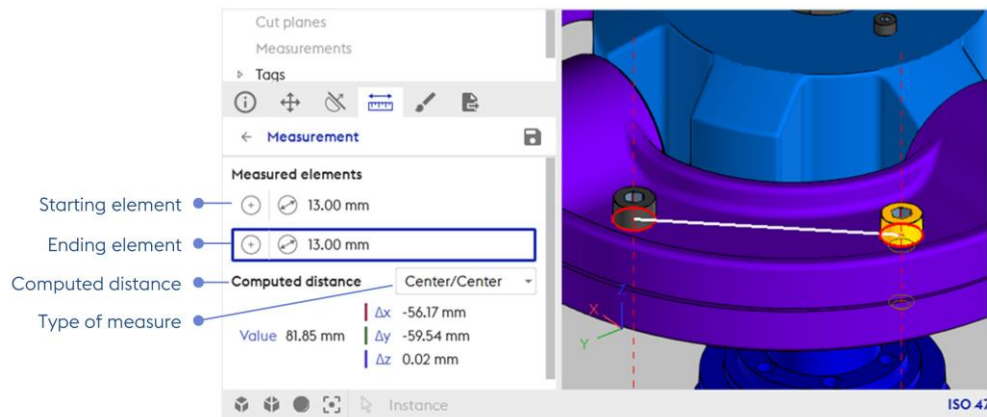 Cut planes
Measurements
Tags
Measurement
Measured elements
Starting element
13.00 mm
Ending element
13.00 mm
Computed distance
Computed distance
Center/Center
Type of measure
Δx -56.17 mm
Value 81.85 mm
Δy -59.54 mm
Δz 0.02 mm
X
Y
Z
Instance
ISO 47